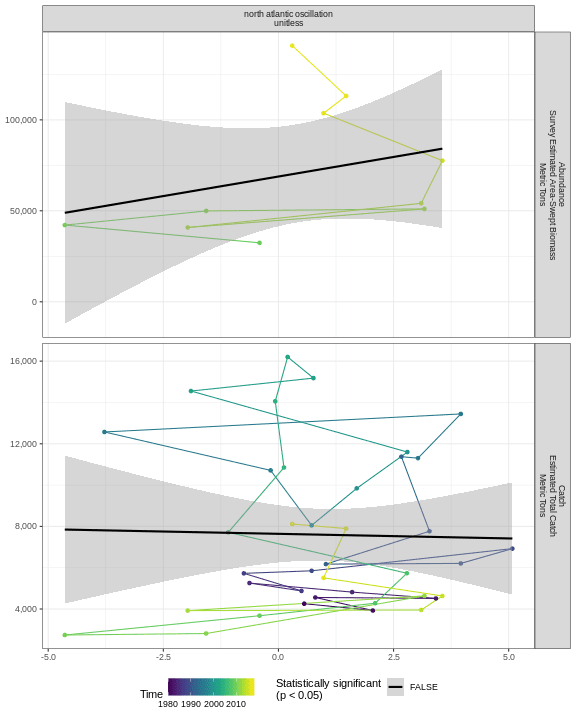 north atlantic oscillation
unitless
100,000
50,000
0
Abundance
Survey Estimated Area-Swept Biomass
Metric Tons
16,000
12,000
8,000
4,000
Catch
Estimated Total Catch
Metric Tons
-5.0 -2.5 0.0 2.5 5.0
Time
1980 1990 2000 2010
Statistically significant
(p < 0.05)
FALSE